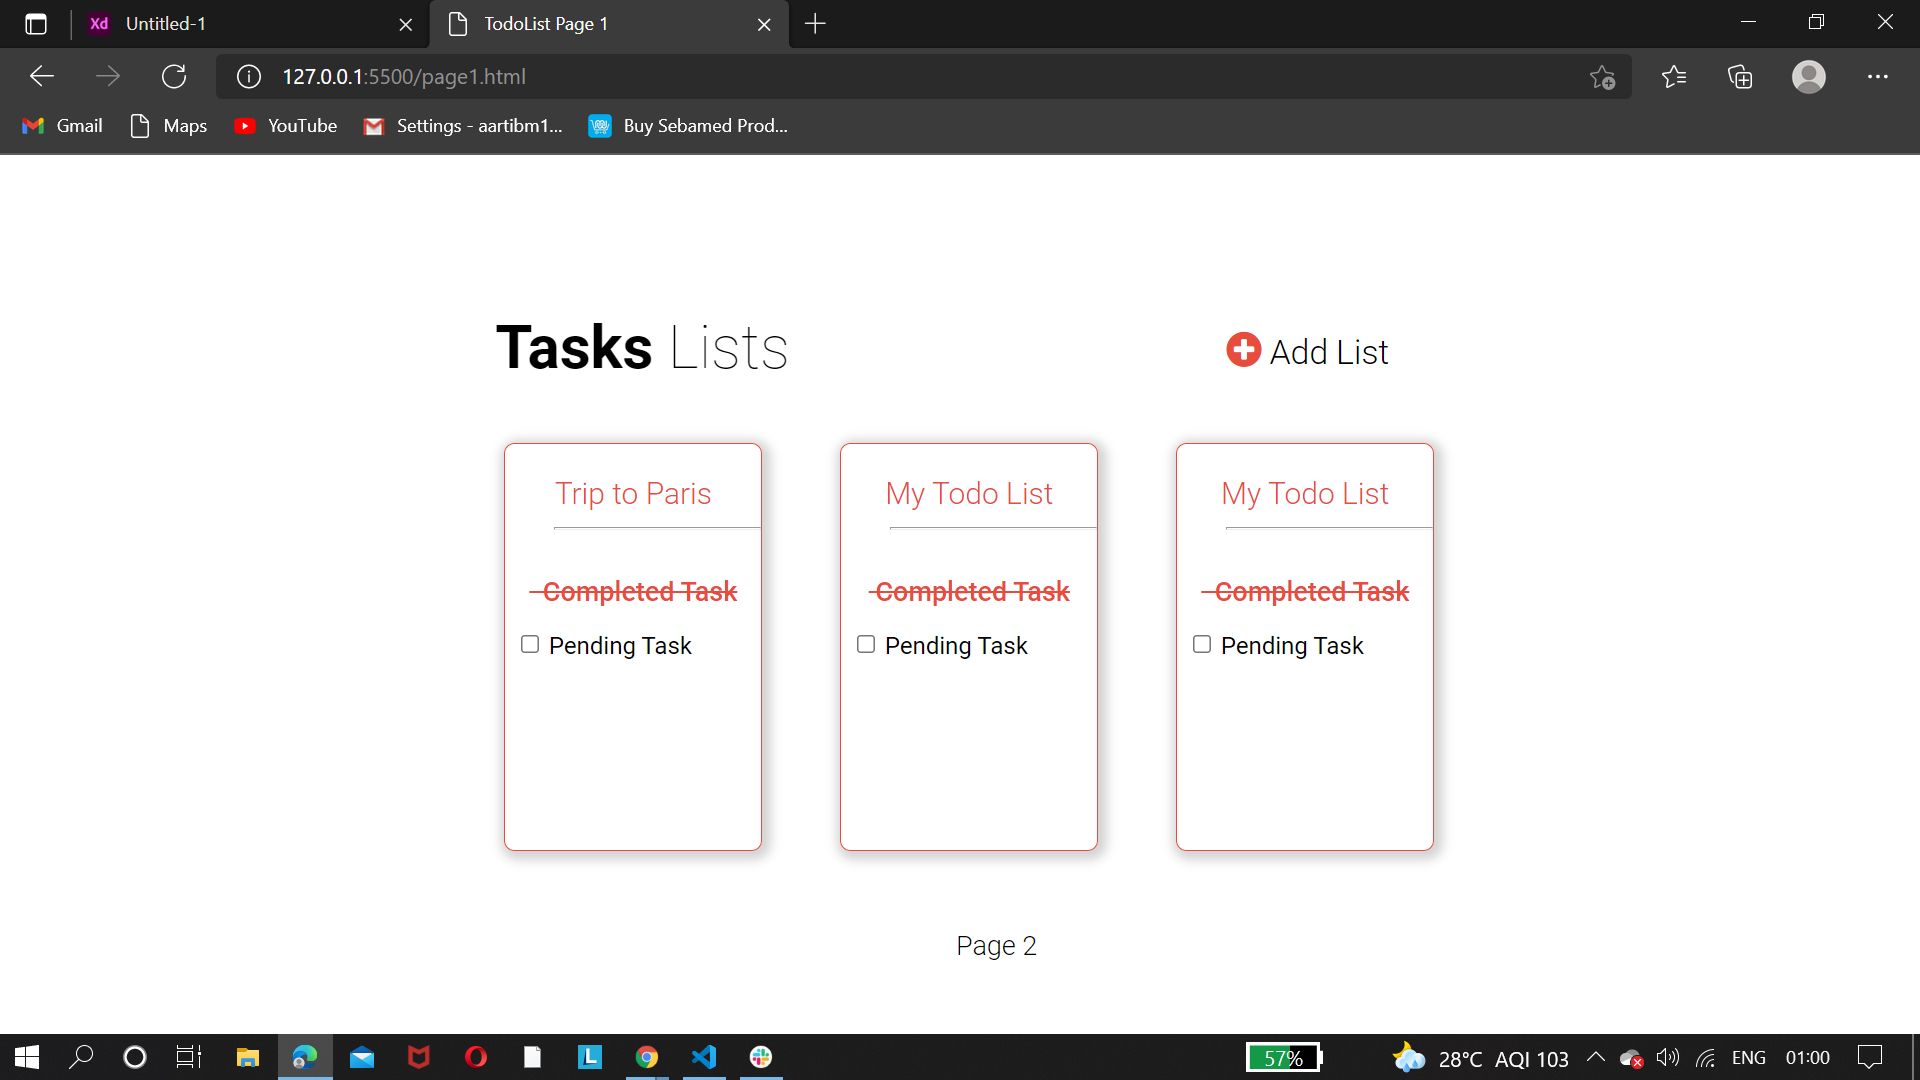 Xd Untitled-1 TodoList Page 1
127.0.0.1:5500/page1.html
Gmail Maps YouTube Settings - aartibm1... Buy Sebamed Prod...
Tasks Lists
Add List
Trip to Paris
Completed Task
Pending Task
My Todo List
Completed Task
Pending Task
My Todo List
Completed Task
Pending Task
Page 2
L
57% 28°C AQI 103 ENG 01:00